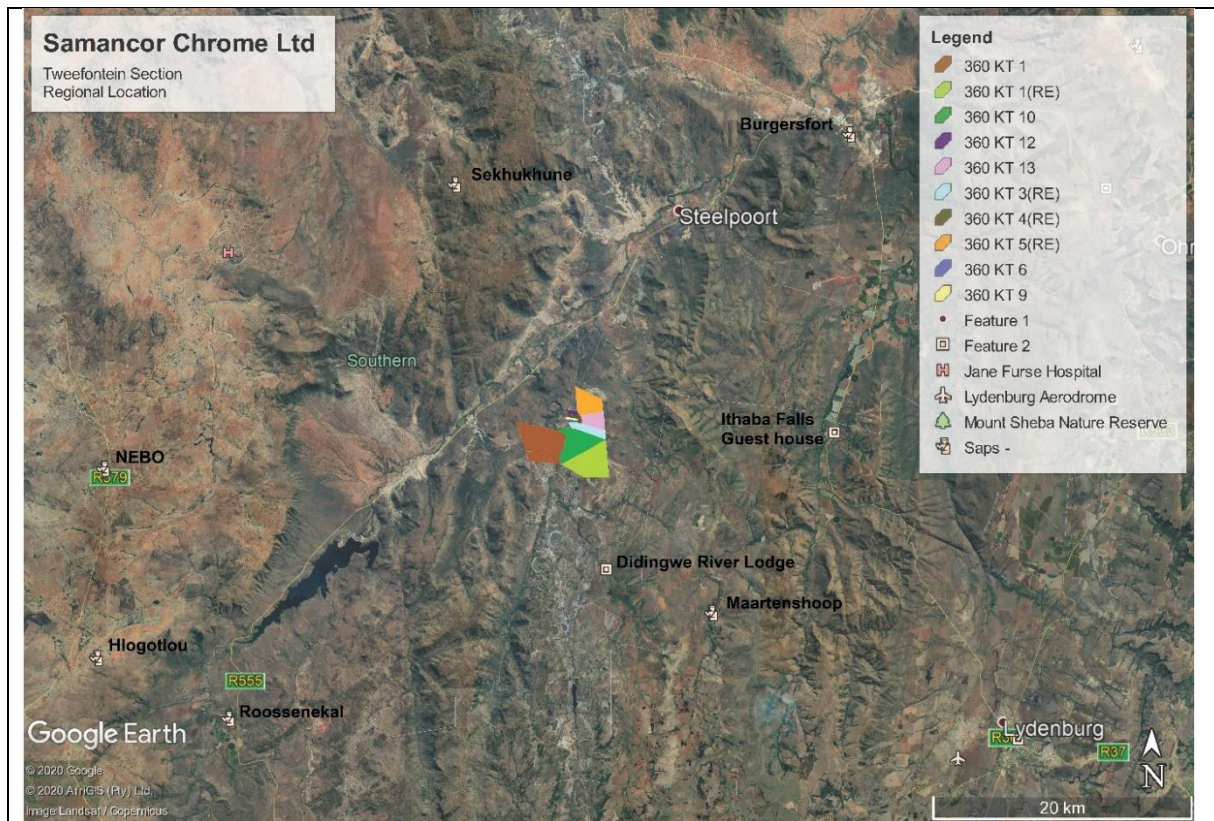 Samancor Chrome Ltd
Tweefontein Section
Regional Location
Legend
360 KT 1
360 KT 1(RE)
360 KT 10
360 KT 12
360 KT 13
360 KT 3(RE)
360 KT 4(RE)
360 KT 5(RE)
360 KT 6
360 KT 9
Feature 1
Feature 2
Jane Furse Hospital
Lydenburg Aerodrome
Mount Sheba Nature Reserve
Saps -
Burgersfort
Sekhukhune
Steelpoort
H
Southern
Ithaba Falls
Guest house
NEBO
R579
Didingwe River Lodge
Maartenshoop
Hlogotlou
R555
Roossenekal
Lydenburg
R37
Google Earth
© 2020 Google
© 2020 AfriGIS (Pty) Ltd.
Image Landsat / Copernicus
N
20 km